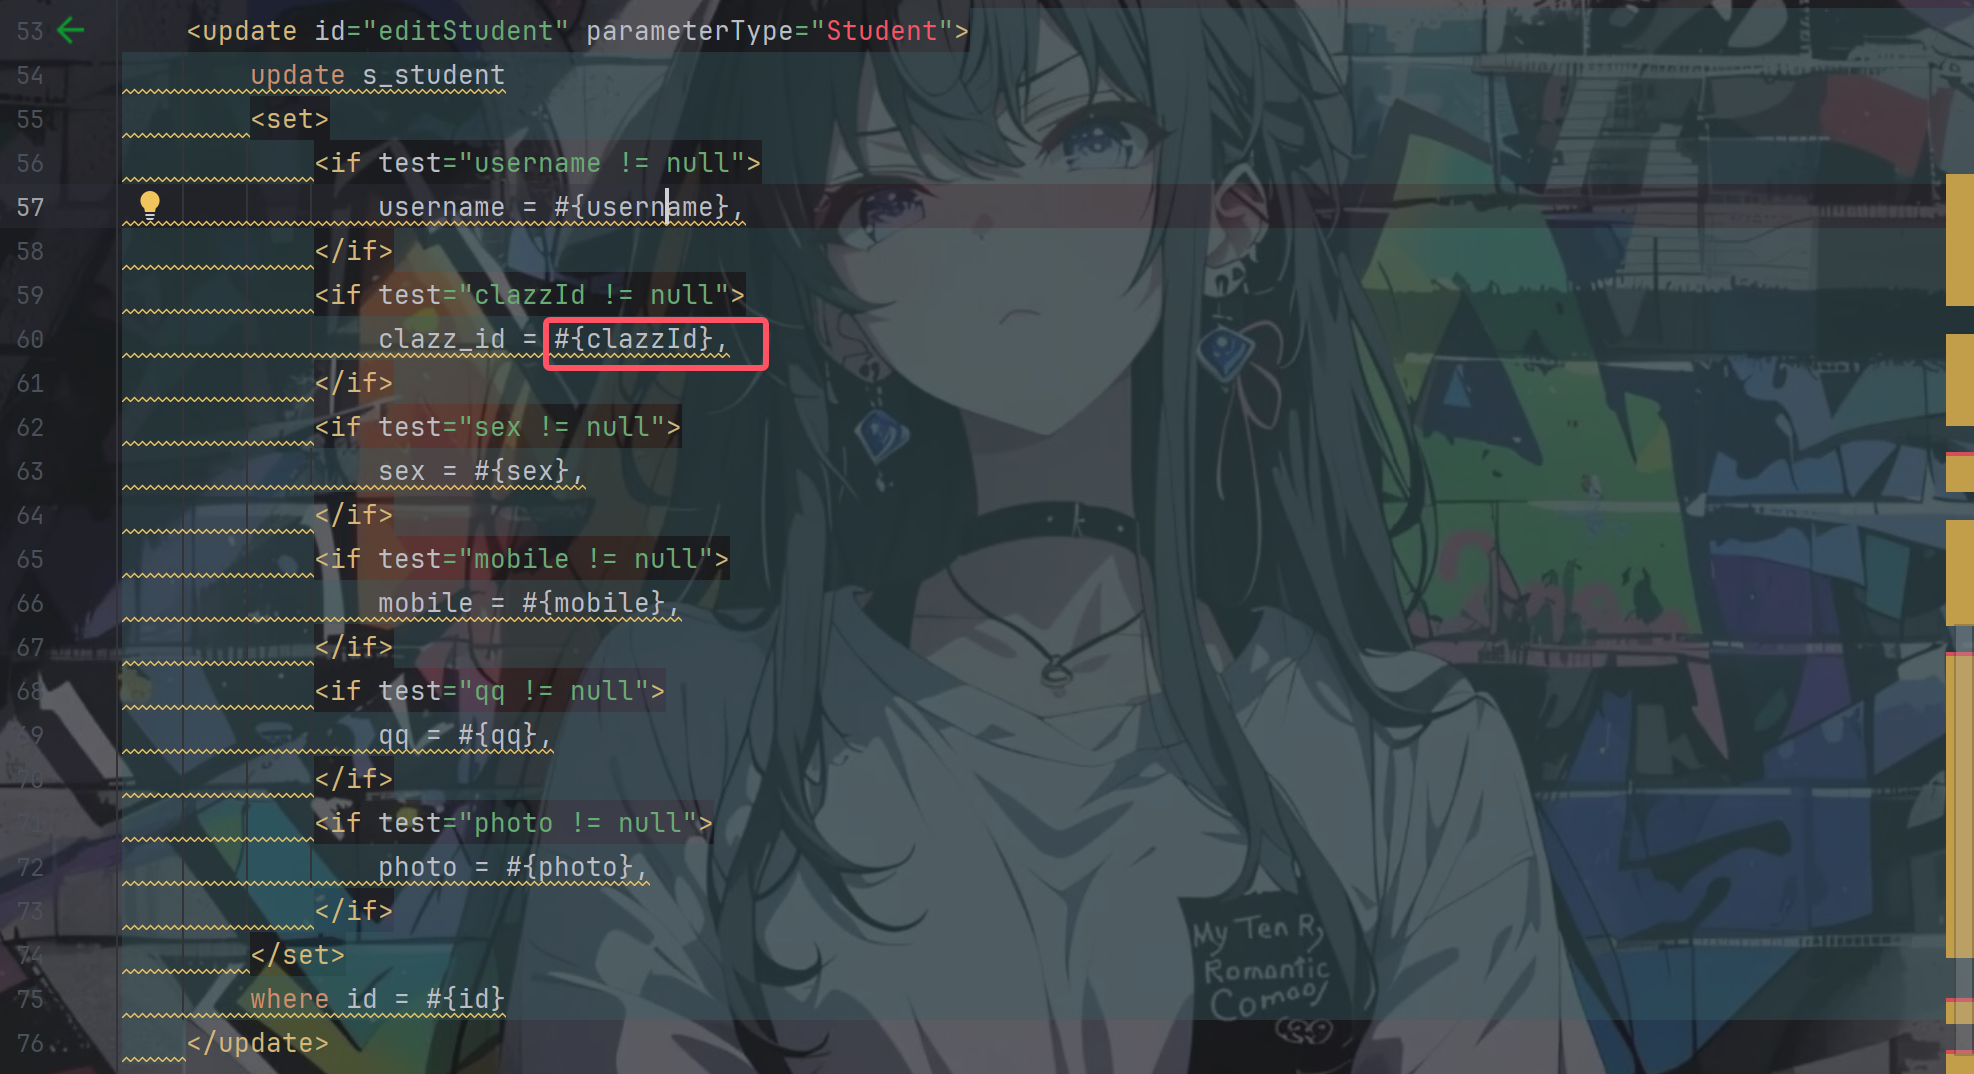 53 <update id="editStudent" parameterType="Student">
54 update s_student
55 <set>
56 <if test="username != null">
57 username = #{username},
58 </if>
59 <if test="clazzId != null">
60 clazz_id = #{clazzId},
61 </if>
62 <if test="sex != null">
63 sex = #{sex},
64 </if>
65 <if test="mobile != null">
66 mobile = #{mobile},
67 </if>
68 <if test="qq != null">
69 qq = #{qq},
70 </if>
71 <if test="photo != null">
72 photo = #{photo},
73 </if>
74 </set>
75 where id = #{id}
76 </update>
My Ten R
Romantic